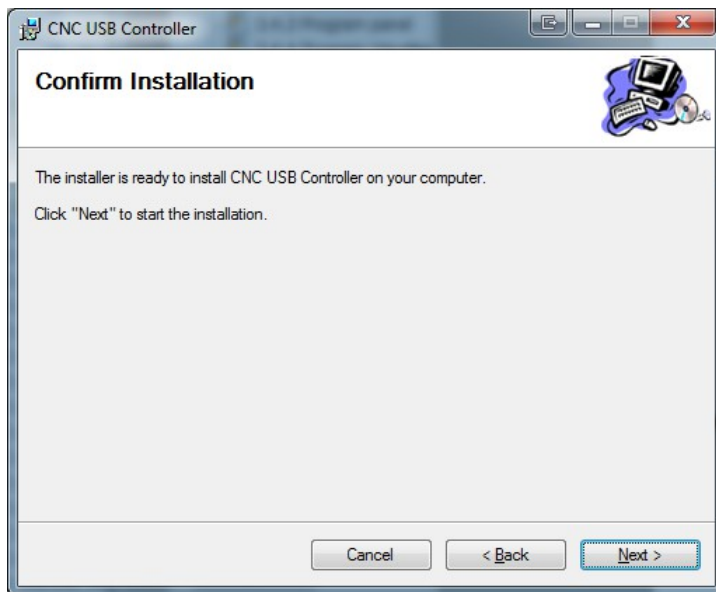 CNC USB Controller
Confirm Installation
The installer is ready to install CNC USB Controller on your computer.
Click "Next" to start the installation.
Cancel
< Back
Next >